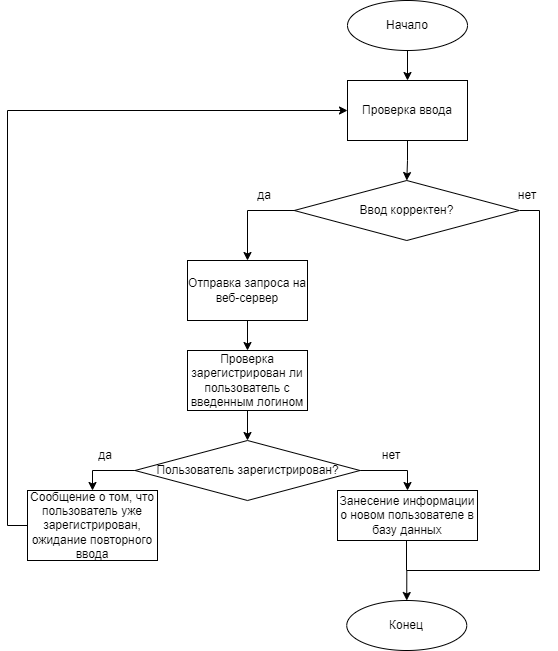 Начало
Проверка ввода
да
нет
Ввод корректен?
Отправка запроса на
веб-сервер
Проверка
зарегистрирован ли
пользователь с
введенным логином
да
Пользователь зарегистрирован?
нет
Сообщение о том, что
пользователь уже
зарегистрирован,
ожидание повторного
ввода
Занесение информации
о новом пользователе в
базу данных
Конец